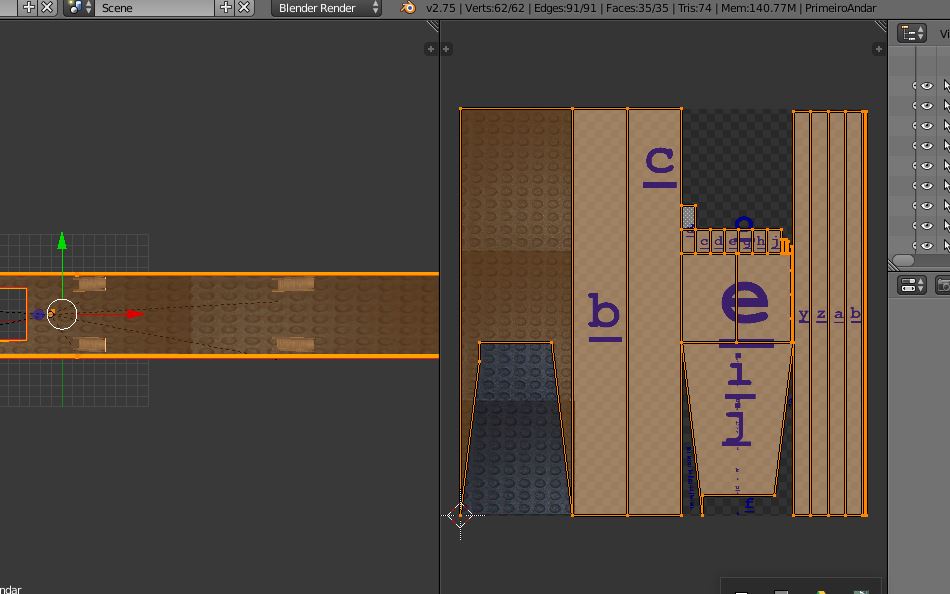 Scene
Blender Render
v2.75 | Verts:62/62 | Edges:91/91 | Faces:35/35 | Tris:74 | Mem:140.77M | PrimeiroAndar
Vi
c
c d e g h j
b
e
y z a b
i
l
f
ndar